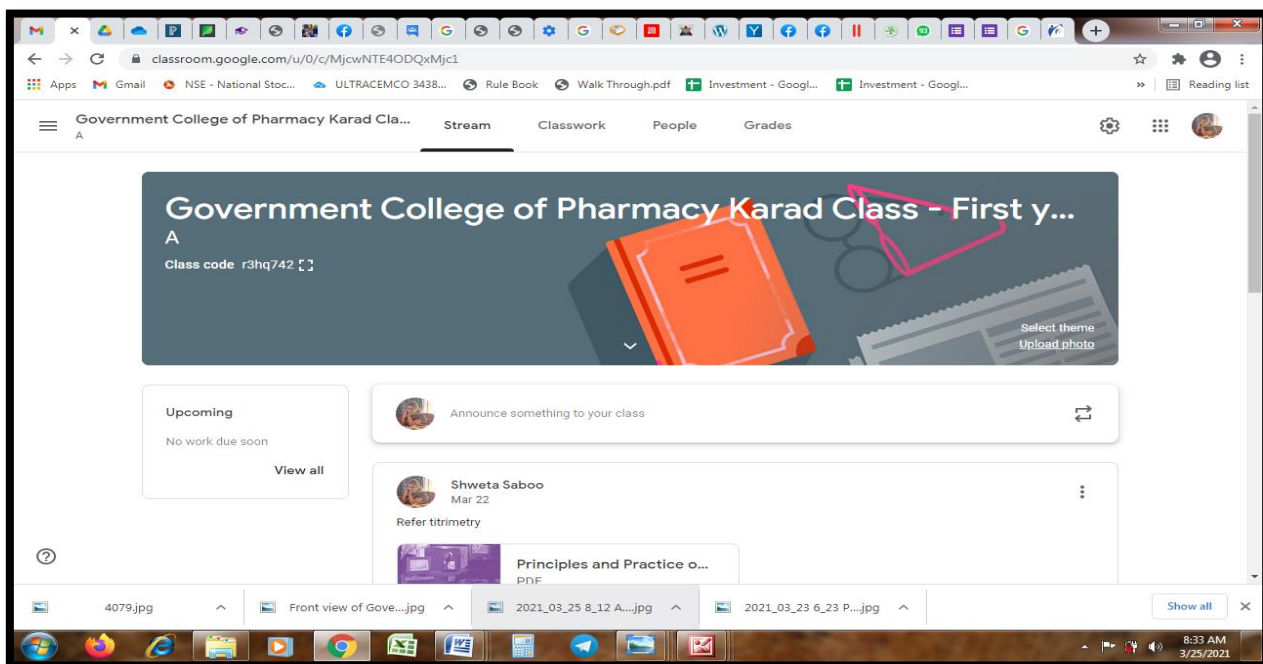 classroom.google.com/u/0/c/MjcwNTE4ODQxMjc1
Apps Gmail NSE - National Stoc... ULTRACEMCO 3438... Rule Book Walk Through.pdf Investment - Googl... Investment - Googl... » Reading list
Government College of Pharmacy Karad Cla... Stream Classwork People Grades
A
Government College of Pharmacy Karad Class - First y...
A
Class code r3hq742
Select theme
Upload photo
Upcoming
No work due soon
View all
Announce something to your class
Shweta Saboo
Mar 22
Refer titrimetry
Principles and Practice o...
PDF
4079.jpg Front view of Gove....jpg 2021_03_25 8_12 A....jpg 2021_03_23 6_23 P....jpg Show all
8:33 AM
3/25/2021